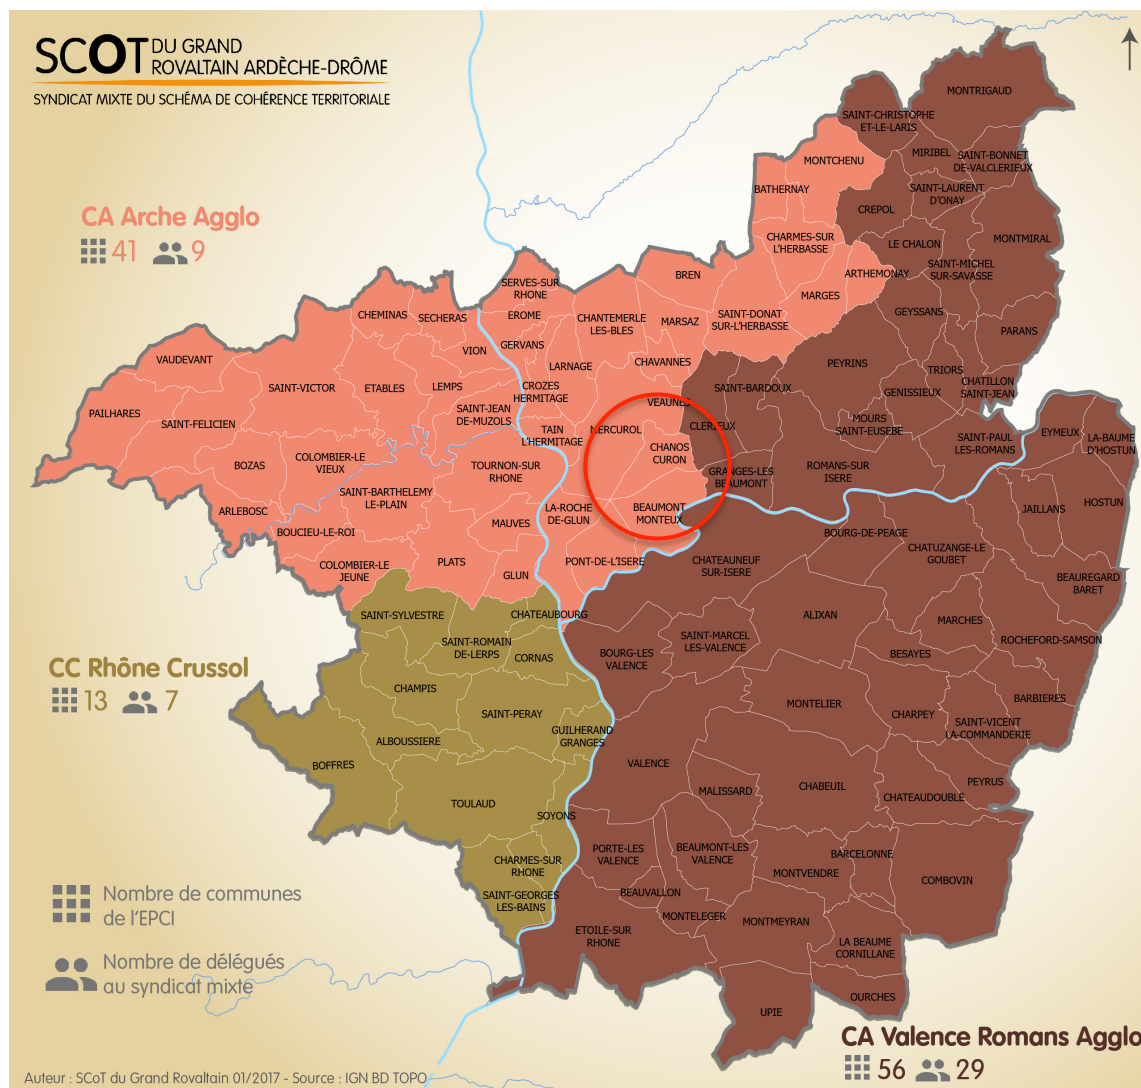 SCOT DU GRAND
ROVALTAIN ARDÈCHE-DRÔME
SYNDICAT MIXTE DU SCHÉMA DE COHÉRENCE TERRITORIALE
MONTRIGAUD
SAINT-CHRISTOPHE
ET-LE-LARIS
MIRIBEL
SAINT-BONNET
DE-VALCLERIEUX
MONTCHENU
BATHERNAY
SAINT-LAURENT
D'ONAY
CREPOL
CA Arche Agglo
41 9
CHARMES-SUR
L'HERBASSE
LE CHALON
MONTMIRAL
SAINT-MICHEL
SUR-SAVASSE
BREN
ARTHEMONAY
MARGES
SERVES-SUR
RHONE
CHEMINAS
SECHERAS
EROME
CHANTEMERLE
LES-BLES
MARSAZ
SAINT-DONAT
SUR-L'HERBASSE
GEYSSANS
PARANS
GERVANS
VION
VAUDEVANT
LARNAGE
CHAVANNES
PEYRINS
TRIORS
SAINT-VICTOR
ETABLES
LEMPS
CROZES
HERMITAGE
SAINT-BARDOUX
GENISSIEUX
CHATILLON
SAINT-JEAN
PAILHARES
SAINT-FELICIEN
SAINT-JEAN
DE-MUZOLS
VEAUNES
CLERIEUX
MOURS
SAINT-EUSEBE
TAIN
L'HERMITAGE
MERCUROL
CHANOS
CURON
SAINT-PAUL
LES-ROMANS
EYMEUX
LA-BAUME
D'HOSTUN
BOZAS
COLOMBIER-LE
VIEUX
TOURNON-SUR
RHONE
GRANGES-LES
BEAUMONT
ROMANS-SUR
ISERE
SAINT-BARTHELEMY
LE-PLAIN
HOSTUN
ARLEBOSC
LA-ROCHE
DE-GLUN
BEAUMONT
MONTEUX
JAILLANS
BOUCIEU-LE-ROI
MAUVES
BOURG-DE-PEAGE
CHATUZANGE-LE
GOUBET
COLOMBIER-LE
JEUNE
PLATS
GLUN
PONT-DE-L'ISERE
CHATEAUNEUF
SUR-ISERE
BEAUREGARD
BARET
SAINT-SYLVESTRE
CHATEAUBOURG
ALIXAN
MARCHES
SAINT-ROMAIN
DE-LERPS
CORNAS
BOURG-LES
VALENCE
SAINT-MARCEL
LES-VALENCE
BESAYES
ROCHEFORD-SAMSON
CC Rhône Crussol
13 7
CHAMPIS
SAINT-PERAY
MONTELIER
CHARPEY
BARBIERES
SAINT-VICENT
LA-COMMANDERIE
ALBOUSSIERE
GUILHERAND
GRANGES
BOFFRES
VALENCE
MALISSARD
CHABEUIL
PEYRUS
CHATEAUDOUBLE
TOULAUD
SOYONS
CHARMES-SUR
RHONE
PORTE-LES
VALENCE
BEAUMONT-LES
VALENCE
BARCELONNE
MONTVENDRE
COMBOVIN
SAINT-GEORGES
LES-BAINS
BEAUVALLON
MONTELEGER
MONTMEYRAN
ETOILE-SUR
RHONE
LA BEAUME
CORNILLANE
OURCHES
UPIE
Nombre de communes
de l'EPCI
Nombre de délégués
au syndicat mixte
CA Valence Romans Agglo
56 29
Auteur : SCoT du Grand Rovaltain 01/2017 - Source : IGN BD TOPO